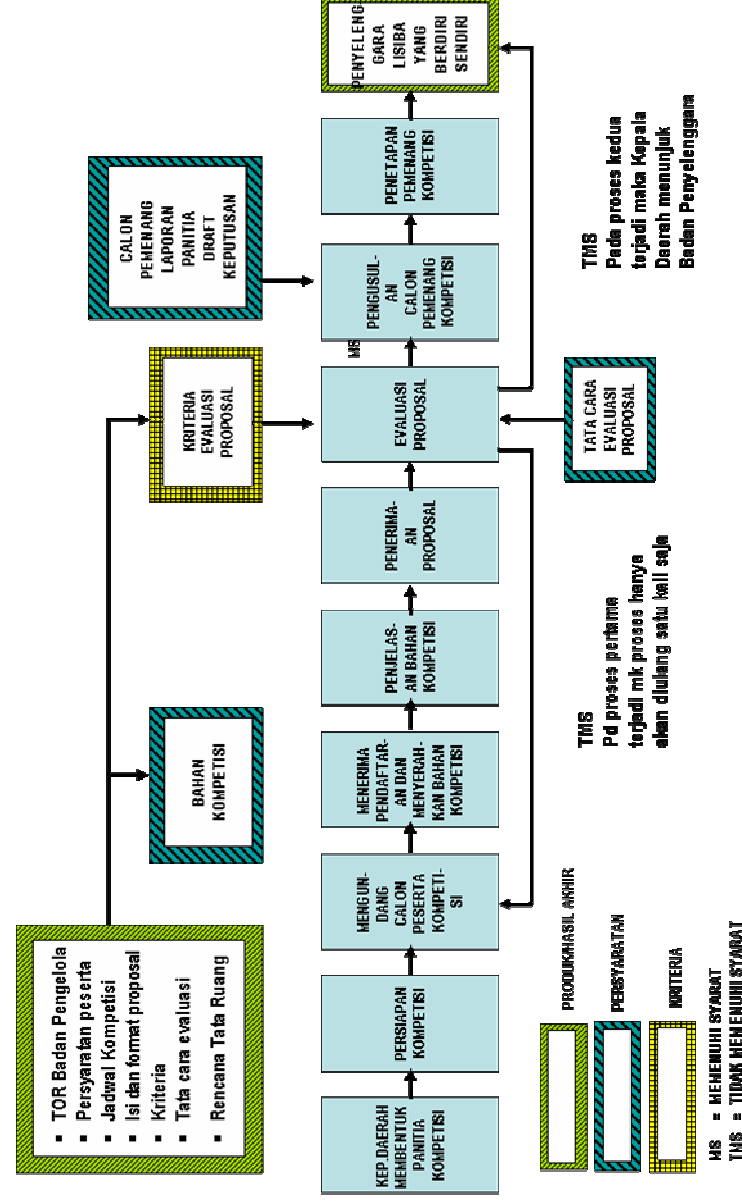 ▪ TOR Badan Pengelola
▪ Persyaratan peserta
▪ Jadwal Kompetisi
▪ Isi dan format proposal
▪ Kriteria
▪ Tata cara evaluasi
▪ Rencana Tata Ruang
BAHAN
KOMPETISI
KRITERIA
EVALUASI
PROPOSAL
CALON
PEMENANG
LAPORAN
PANITIA
DRAFT
KEPUTUSAN
KEP.DAERAH
MEMBENTUK
PANITIA
KOMPETISI
PERSIAPAN
KOMPETISI
MENGUN-
DANG
CALON
PESERTA
KOMPETI-
SI
MENERIMA
PENDAFTAR-
AN DAN
MENYERAH-
KAN BAHAN
KOMPETISI
PENJELAS-
AN BAHAN
KOMPETISI
PENERIMA-
AN
PROPOSAL
EVALUASI
PROPOSAL
MS
PENGUSUL-
AN
CALON
PEMENANG
KOMPETISI
PENETAPAN
PEMENANG
KOMPETISI
PENYELENG-
GARA
LISIBA
YANG
BERDIRI
SENDIRI
TATA CARA
EVALUASI
PROPOSAL
TMS
Pd proses pertama
terjadi mk proses hanya
akan diulang satu kali saja
TMS
Pada proses kedua
terjadi maka Kepala
Daerah menunjuk
Badan Penyelenggara
PRODUK/HASIL AKHIR
PERSYARATAN
KRITERIA
MS = MEMENUHI SYARAT
TMS = TIDAK MEMENUHI SYARAT